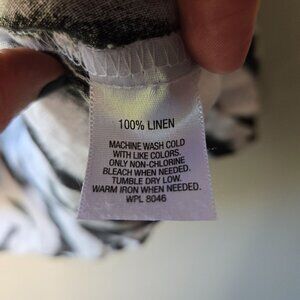 100% LINEN
MACHINE WASH COLD
WITH LIKE COLORS.
ONLY NON-CHLORINE
BLEACH WHEN NEEDED.
TUMBLE DRY LOW.
WARM IRON WHEN NEEDED.
WPL 8046